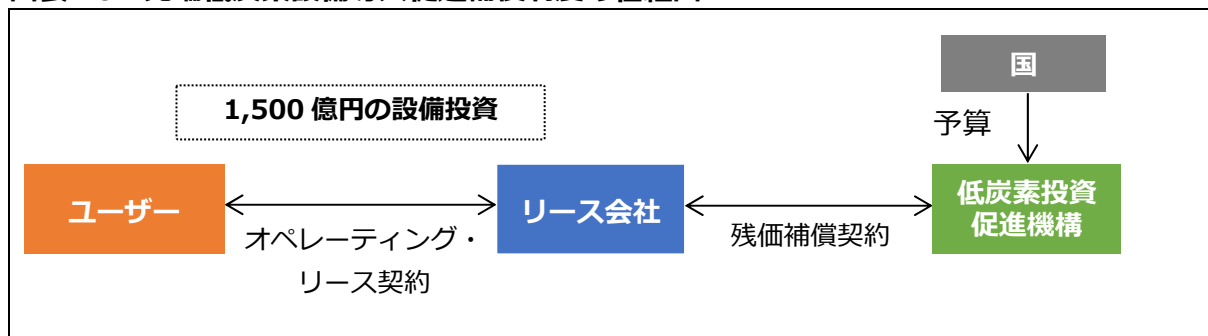 国
1,500 億円の設備投資
予算
ユーザー
リース会社
低炭素投資
促進機構
オペレーティング・
リース契約
残価補償契約